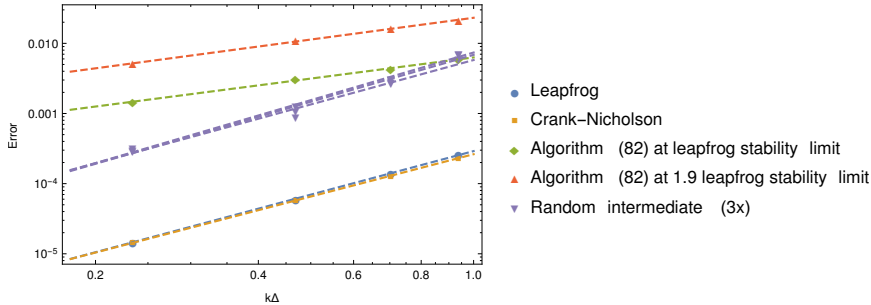 0.010
0.001
10^-4
10^-5
Error
0.2
0.4
0.6
0.8
1.0
kΔ
Leapfrog
Crank-Nicholson
Algorithm (82) at leapfrog stability limit
Algorithm (82) at 1.9 leapfrog stability limit
Random intermediate (3x)